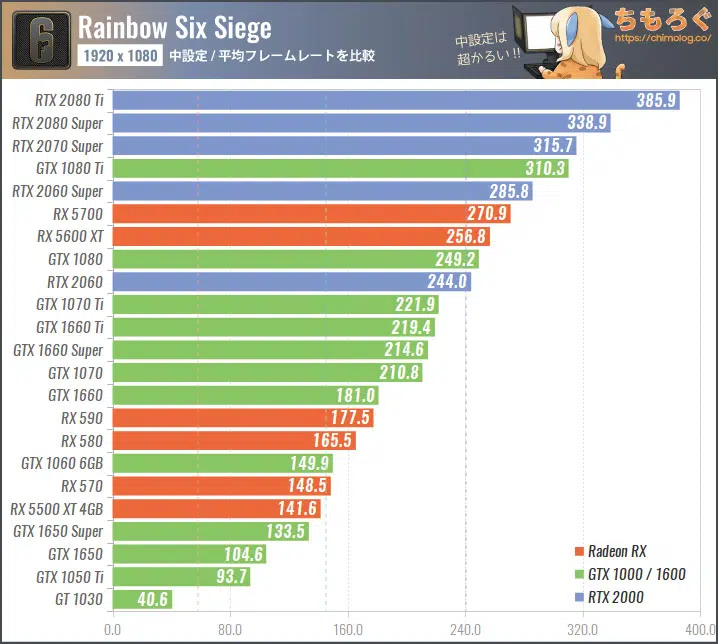 6
Rainbow Six Siege
1920 x 1080 中設定 / 平均フレームレートを比較
中設定は
超かるい!!
ちもろぐ
https://chimolog.co/
RTX 2080 Ti 385.9
RTX 2080 Super 338.9
RTX 2070 Super 315.7
GTX 1080 Ti 310.3
RTX 2060 Super 285.8
RX 5700 270.9
RX 5600 XT 256.8
GTX 1080 249.2
RTX 2060 244.0
GTX 1070 Ti 221.9
GTX 1660 Ti 219.4
GTX 1660 Super 214.6
GTX 1070 210.8
GTX 1660 181.0
RX 590 177.5
RX 580 165.5
GTX 1060 6GB 149.9
RX 570 148.5
RX 5500 XT 4GB 141.6
GTX 1650 Super 133.5
GTX 1650 104.6
GTX 1050 Ti 93.7
GT 1030 40.6
Radeon RX
GTX 1000 / 1600
RTX 2000
0.0 80.0 160.0 240.0 320.0 400.0